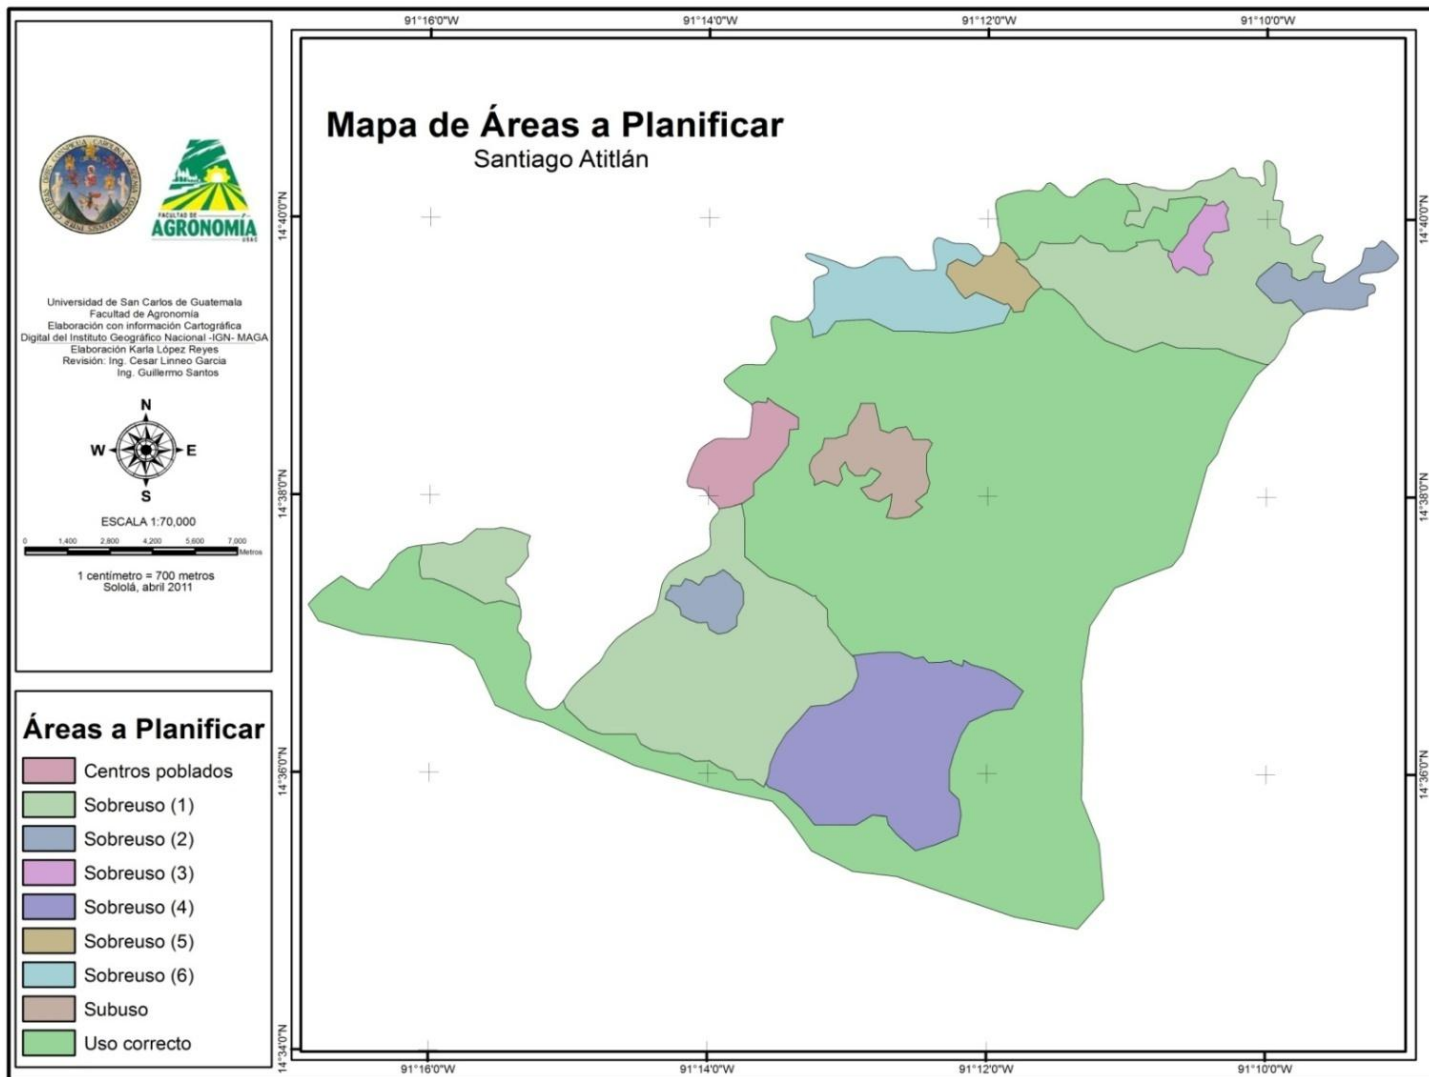 Mapa de Áreas a Planificar
Santiago Atitlán
91°16'0"W 91°14'0"W 91°12'0"W 91°10'0"W
14°40'0"N 14°40'0"N
14°38'0"N 14°38'0"N
14°36'0"N 14°36'0"N
14°34'0"N
91°16'0"W 91°14'0"W 91°12'0"W 91°10'0"W
FACULTAD DE
AGRONOMÍA
USAC
Universidad de San Carlos de Guatemala
Facultad de Agronomía
Elaboración con información Cartográfica
Digital del Instituto Geográfico Nacional -IGN- MAGA
Elaboración Karla López Reyes
Revisión: Ing. Cesar Linneo Garcia
Ing. Guillermo Santos
N
W E
S
ESCALA 1:70,000
0 1,400 2,800 4,200 5,600 7,000
Metros
1 centímetro = 700 metros
Sololá, abril 2011
Áreas a Planificar
Centros poblados
Sobreuso (1)
Sobreuso (2)
Sobreuso (3)
Sobreuso (4)
Sobreuso (5)
Sobreuso (6)
Subuso
Uso correcto